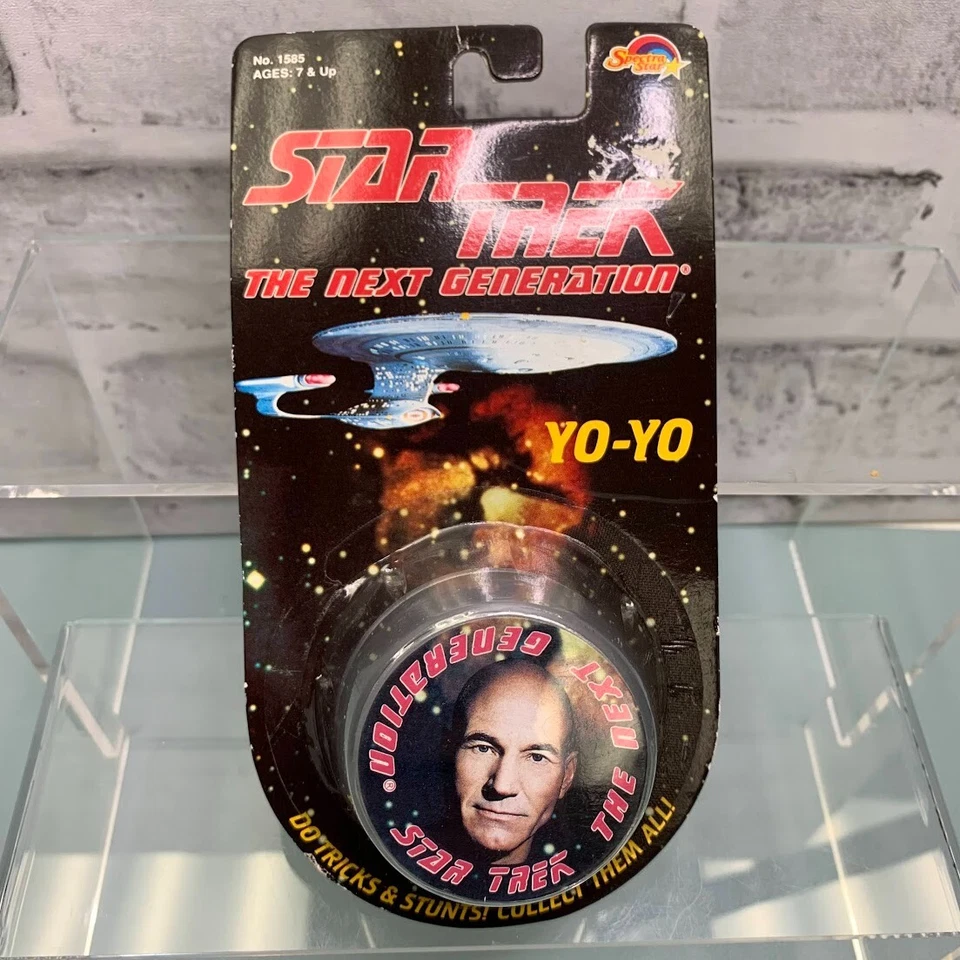 No. 1585
AGES: 7 & Up
Spectra
Star
STAR
TREK
THE NEXT GENERATION®
YO-YO
STAR TREK THE NEXT GENERATION®
DO TRICKS & STUNTS! COLLECT THEM ALL!